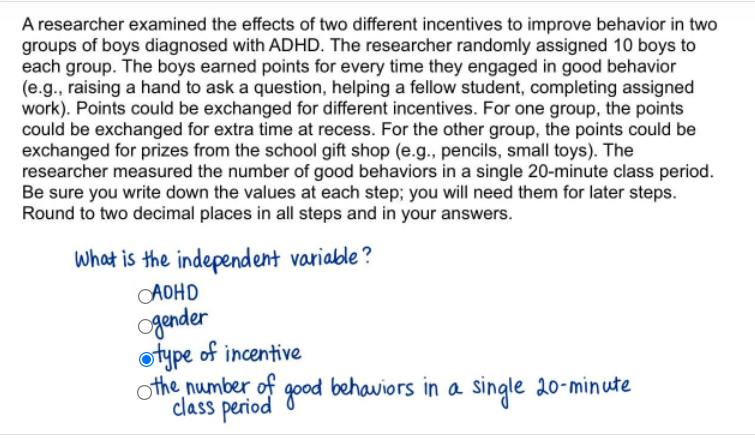 A researcher examined the effects of two different incentives to improve behavior in two
groups of boys diagnosed with ADHD. The researcher randomly assigned 10 boys to
each group. The boys earned points for every time they engaged in good behavior
(e.g., raising a hand to ask a question, helping a fellow student, completing assigned
work). Points could be exchanged for different incentives. For one group, the points
could be exchanged for extra time at recess. For the other group, the points could be
exchanged for prizes from the school gift shop (e.g., pencils, small toys). The
researcher measured the number of good behaviors in a single 20-minute class period.
Be sure you write down the values at each step; you will need them for later steps.
Round to two decimal places in all steps and in your answers.
What is the independent variable?
ADHD
gender
type of incentive
the number of good behaviors in a single 20-minute
class period